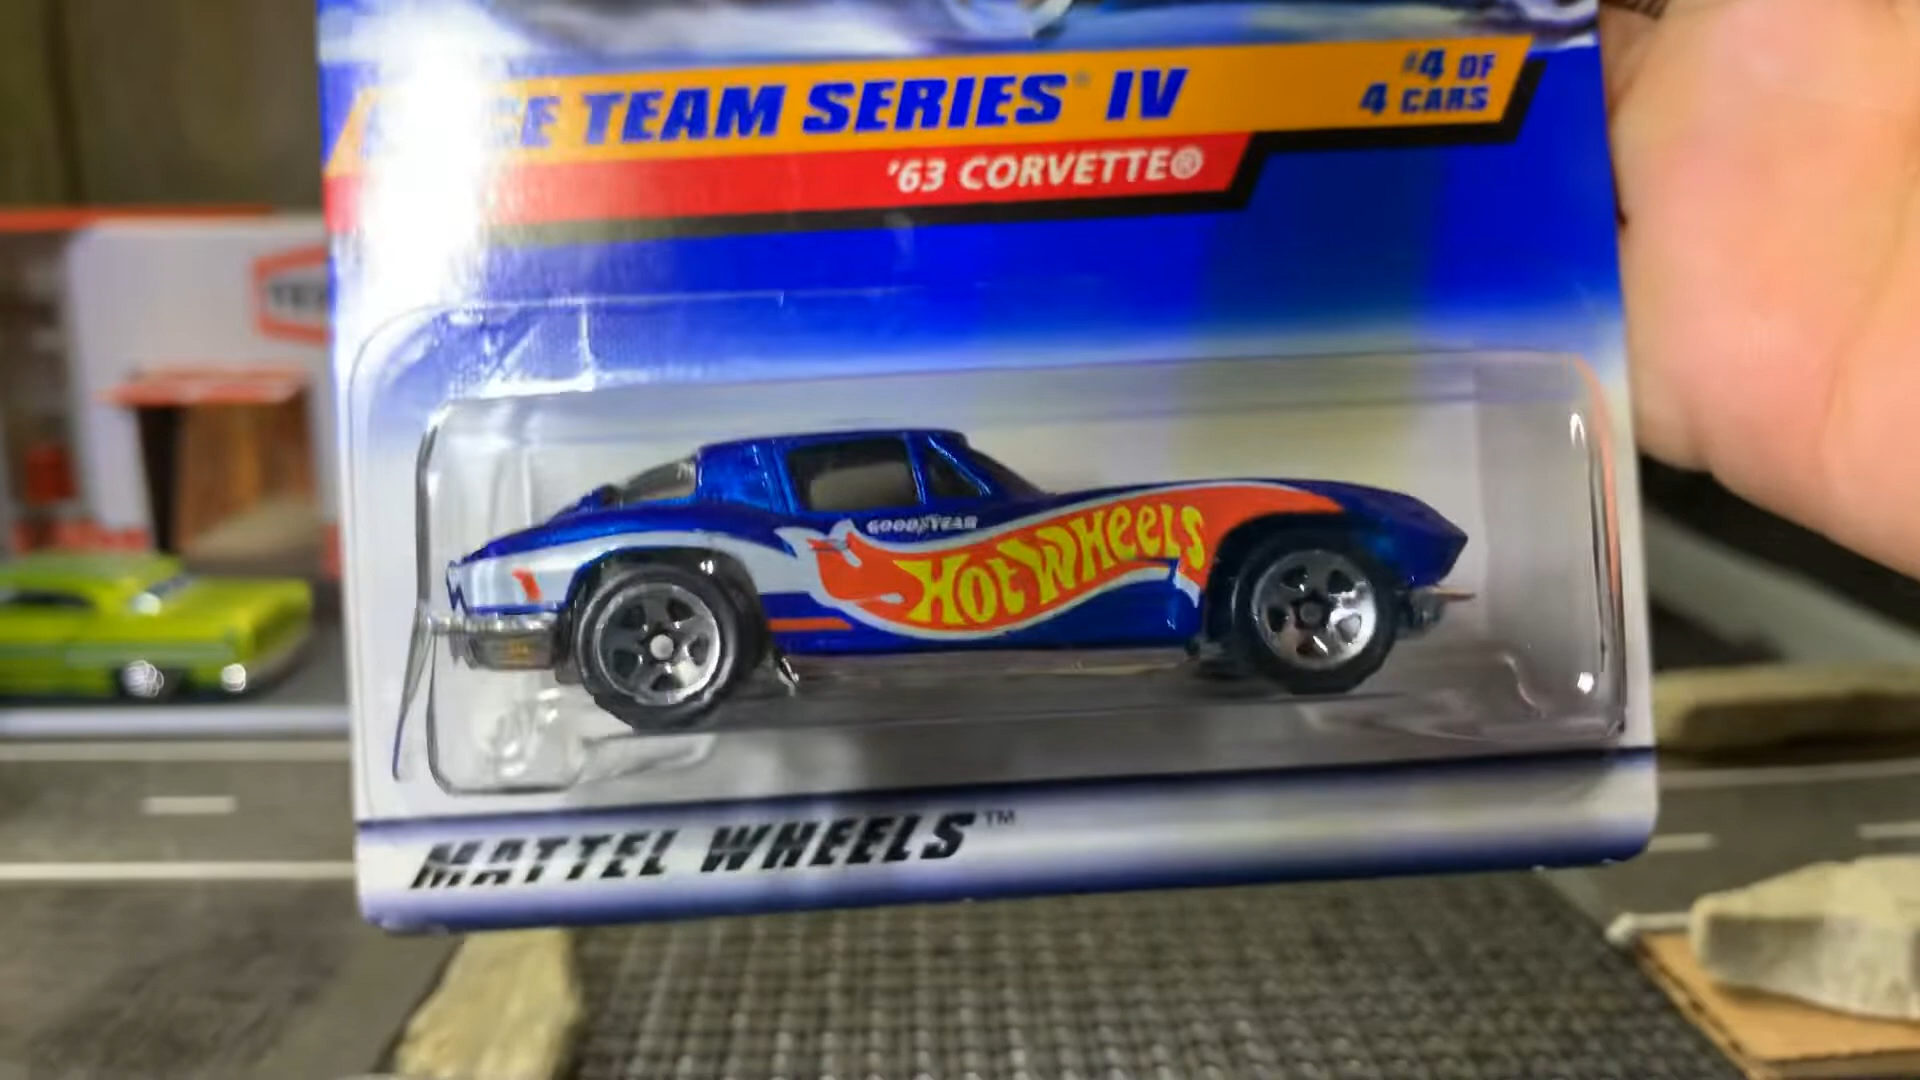 TEAM SERIES IV
#4 OF
4 CARS
'63 CORVETTE®
GOODYEAR
HOT WHEELS
MATTEL WHEELS™